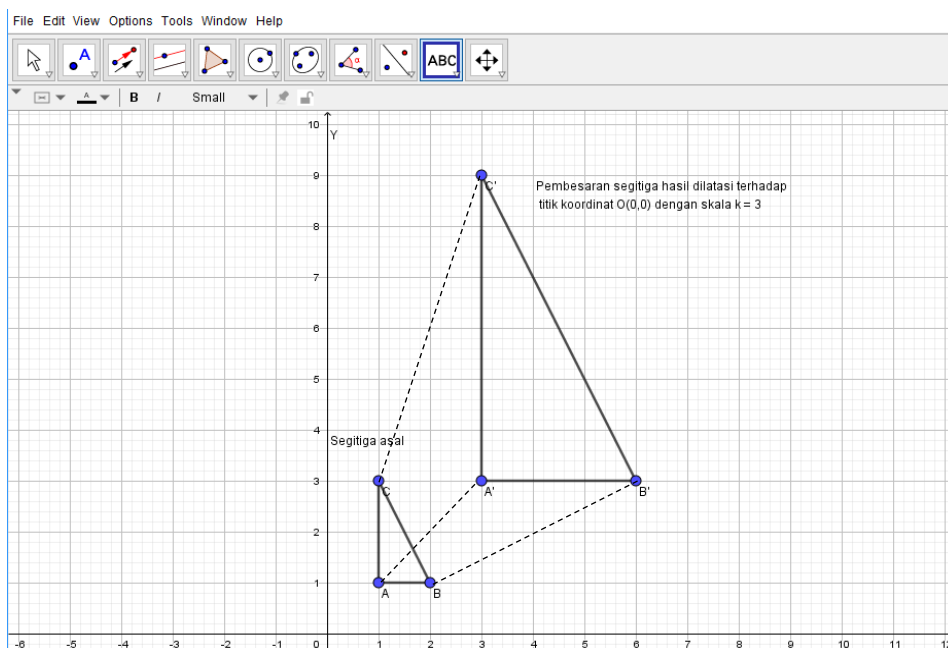 File Edit View Options Tools Window Help
A
α
ABC
A B I Small
10
Y
9
C'
Pembesaran segitiga hasil dilatasi terhadap
titik koordinat O(0,0) dengan skala k = 3
8
7
6
5
4
Segitiga asal
3
C
A'
B'
2
1
A
B
-6 -5 -4 -3 -2 -1 0 1 2 3 4 5 6 7 8 9 10 11 12